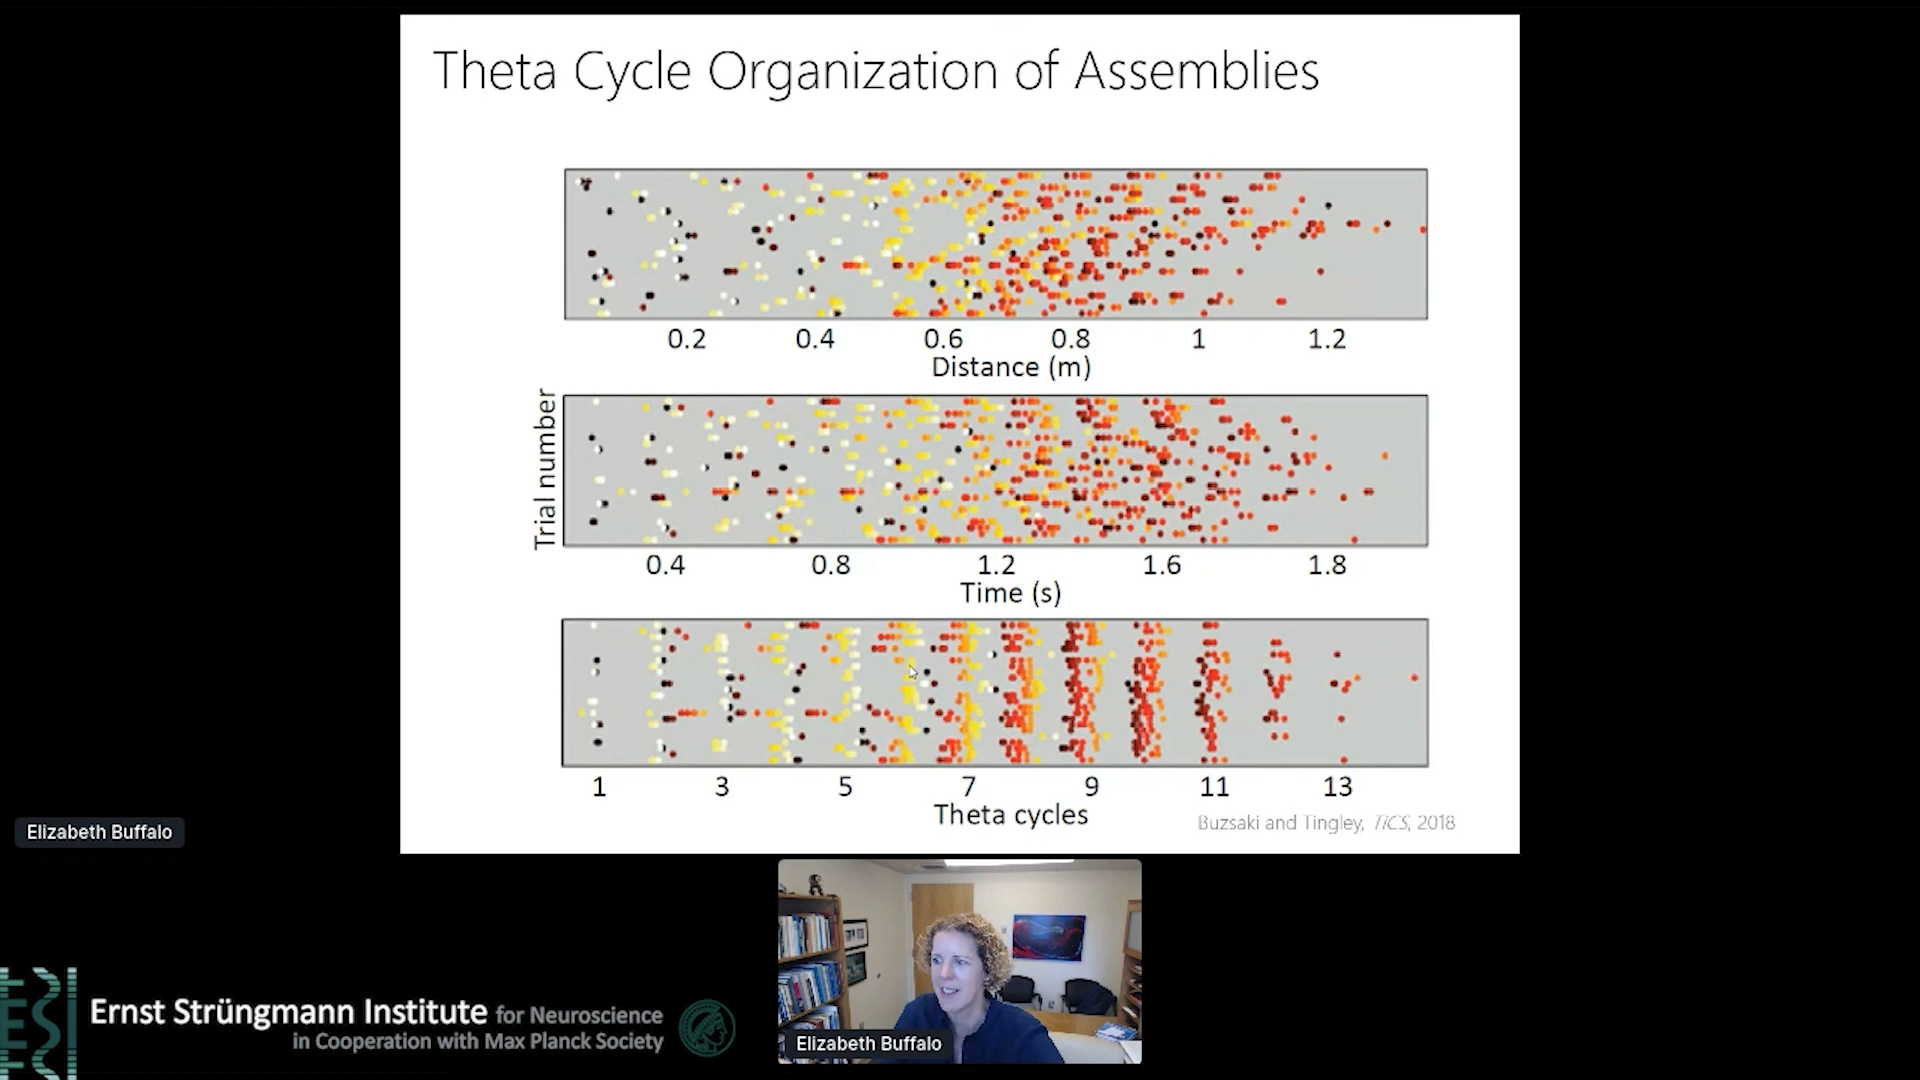 Theta Cycle Organization of Assemblies
0.2 0.4 0.6 0.8 1 1.2
Distance (m)
Trial number
0.4 0.8 1.2 1.6 1.8
Time (s)
1 3 5 7 9 11 13
Theta cycles
Buzsaki and Tingley, TiCS, 2018
Elizabeth Buffalo
ESI
Ernst Strüngmann Institute for Neuroscience
in Cooperation with Max Planck Society
Elizabeth Buffalo